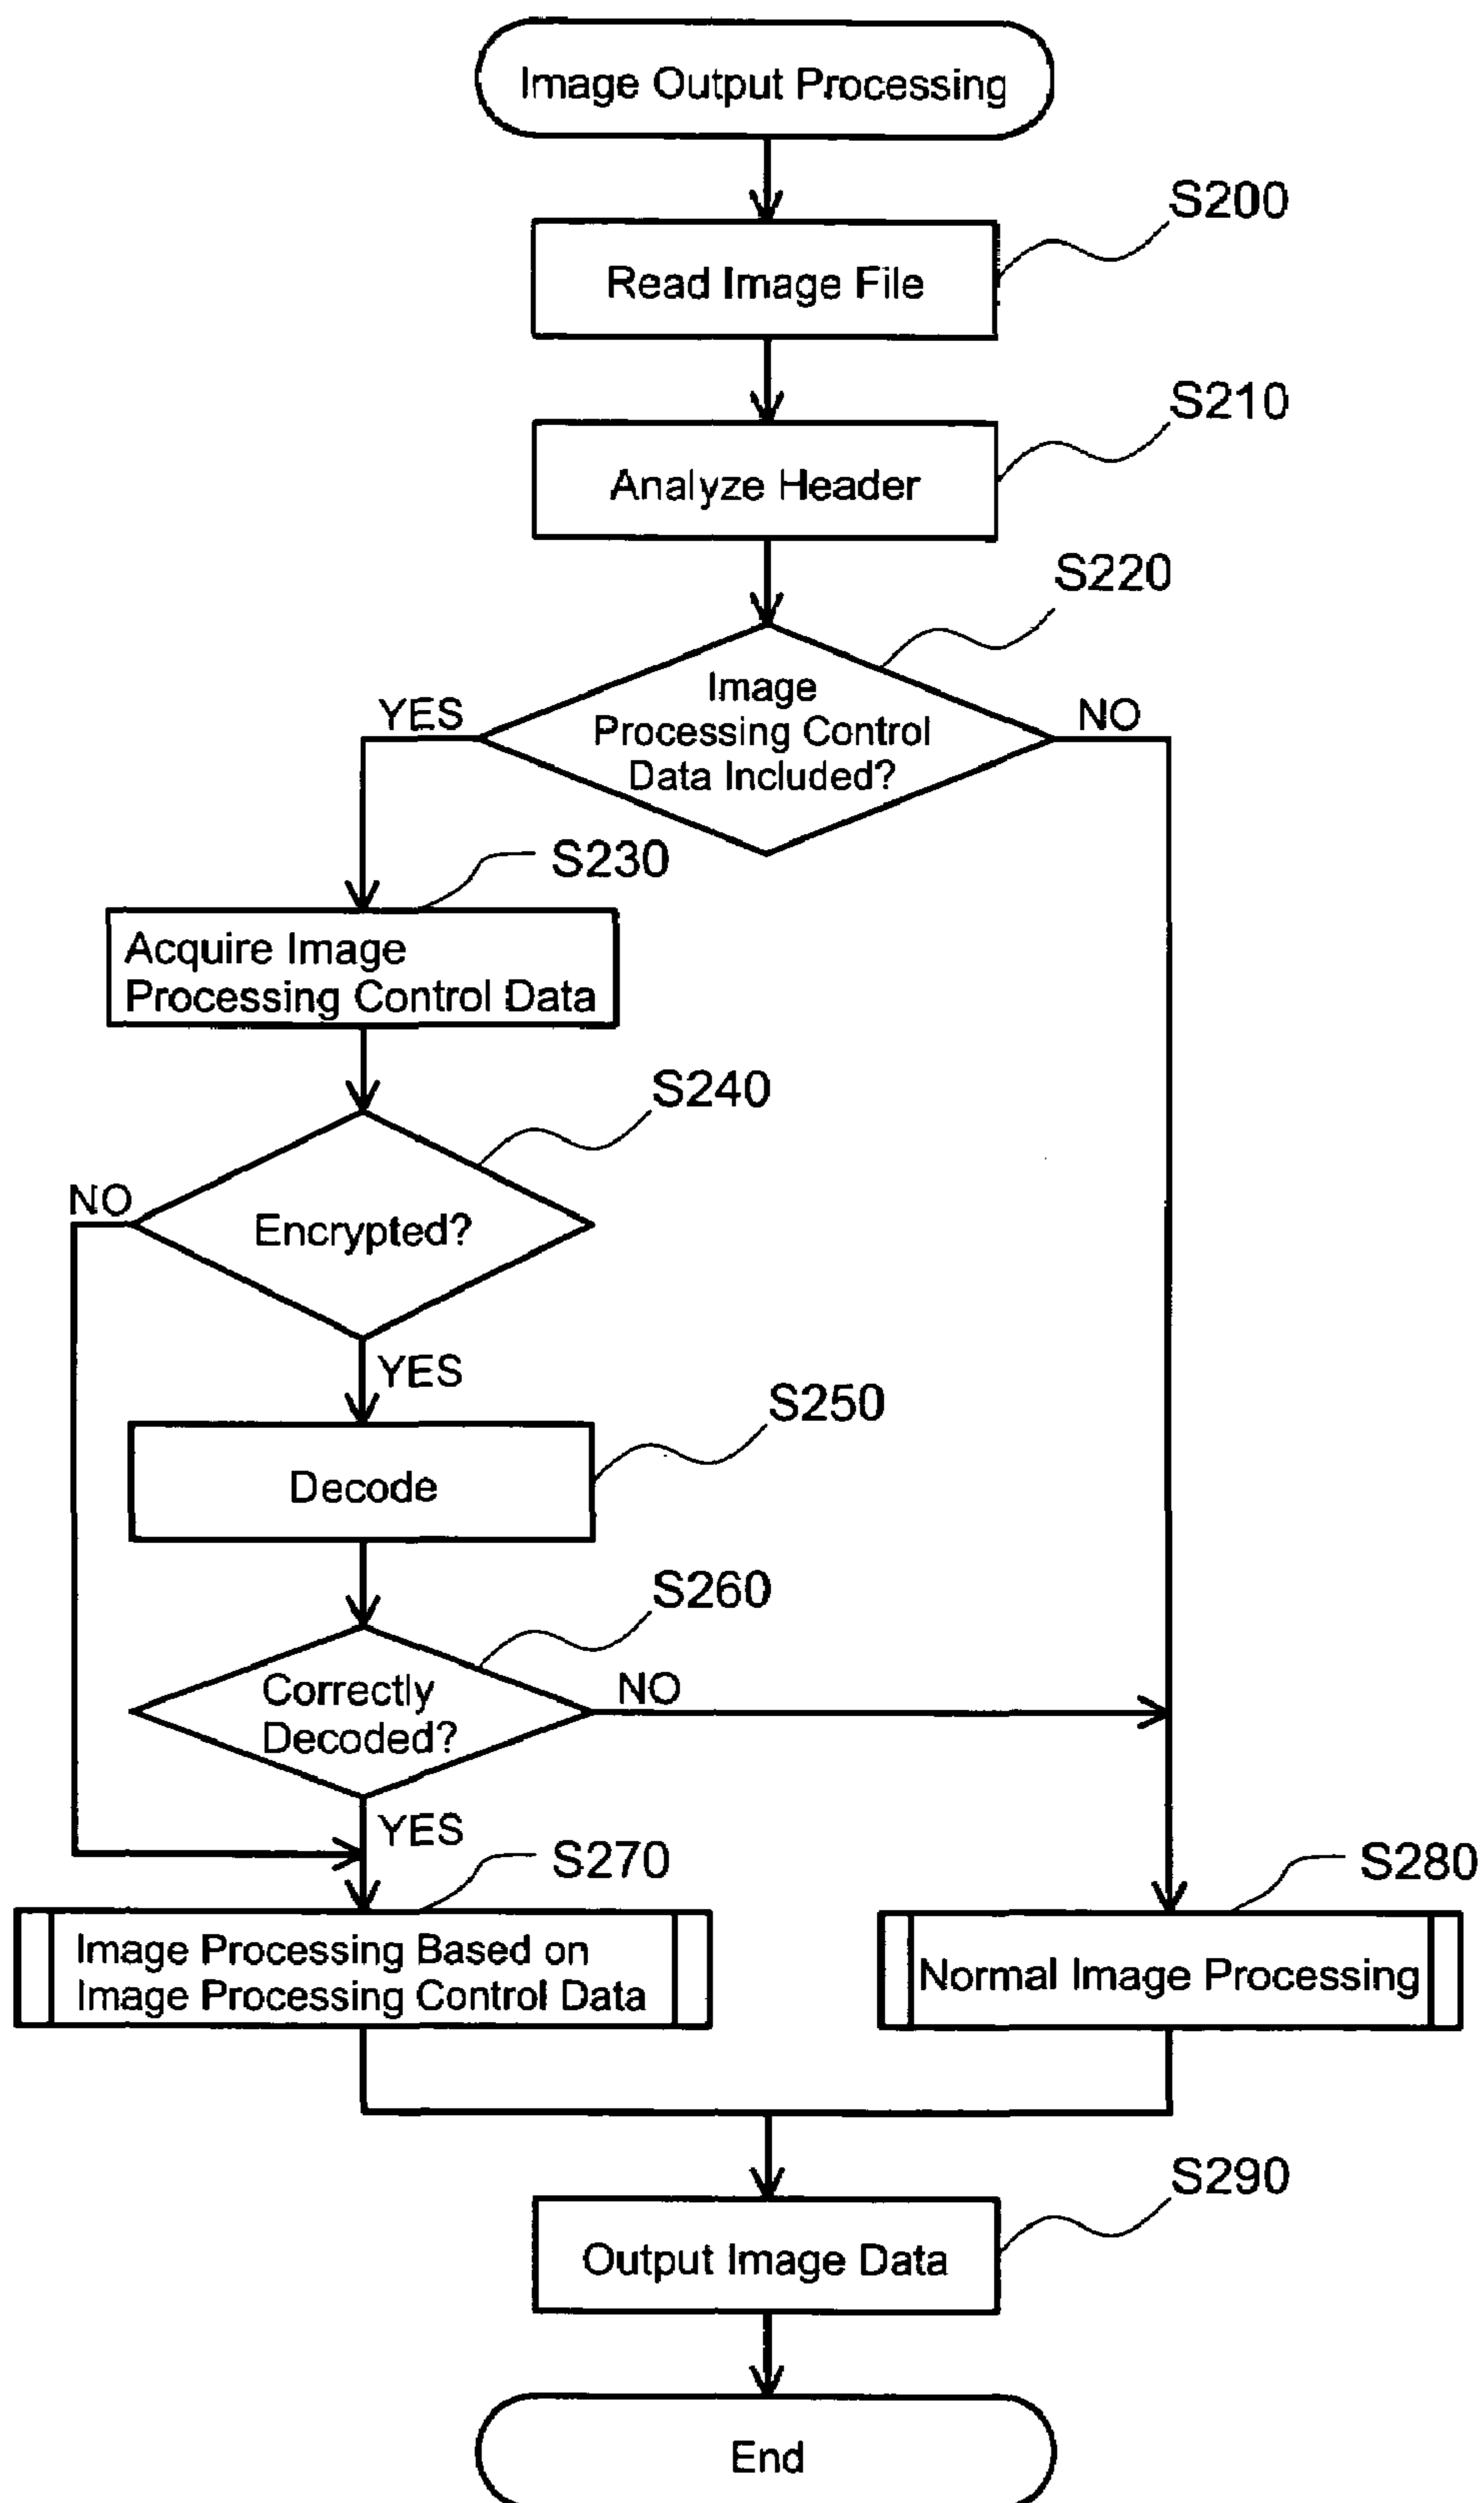 Image Output Processing
S200
Read Image File
S210
Analyze Header
S220
Image
Processing Control
Data Included?
YES
NO
S230
Acquire Image
Processing Control Data
S240
NO
Encrypted?
YES
S250
Decode
S260
Correctly
Decoded?
NO
YES
S270
S280
Image Processing Based on
Image Processing Control Data
Normal Image Processing
S290
Output Image Data
End